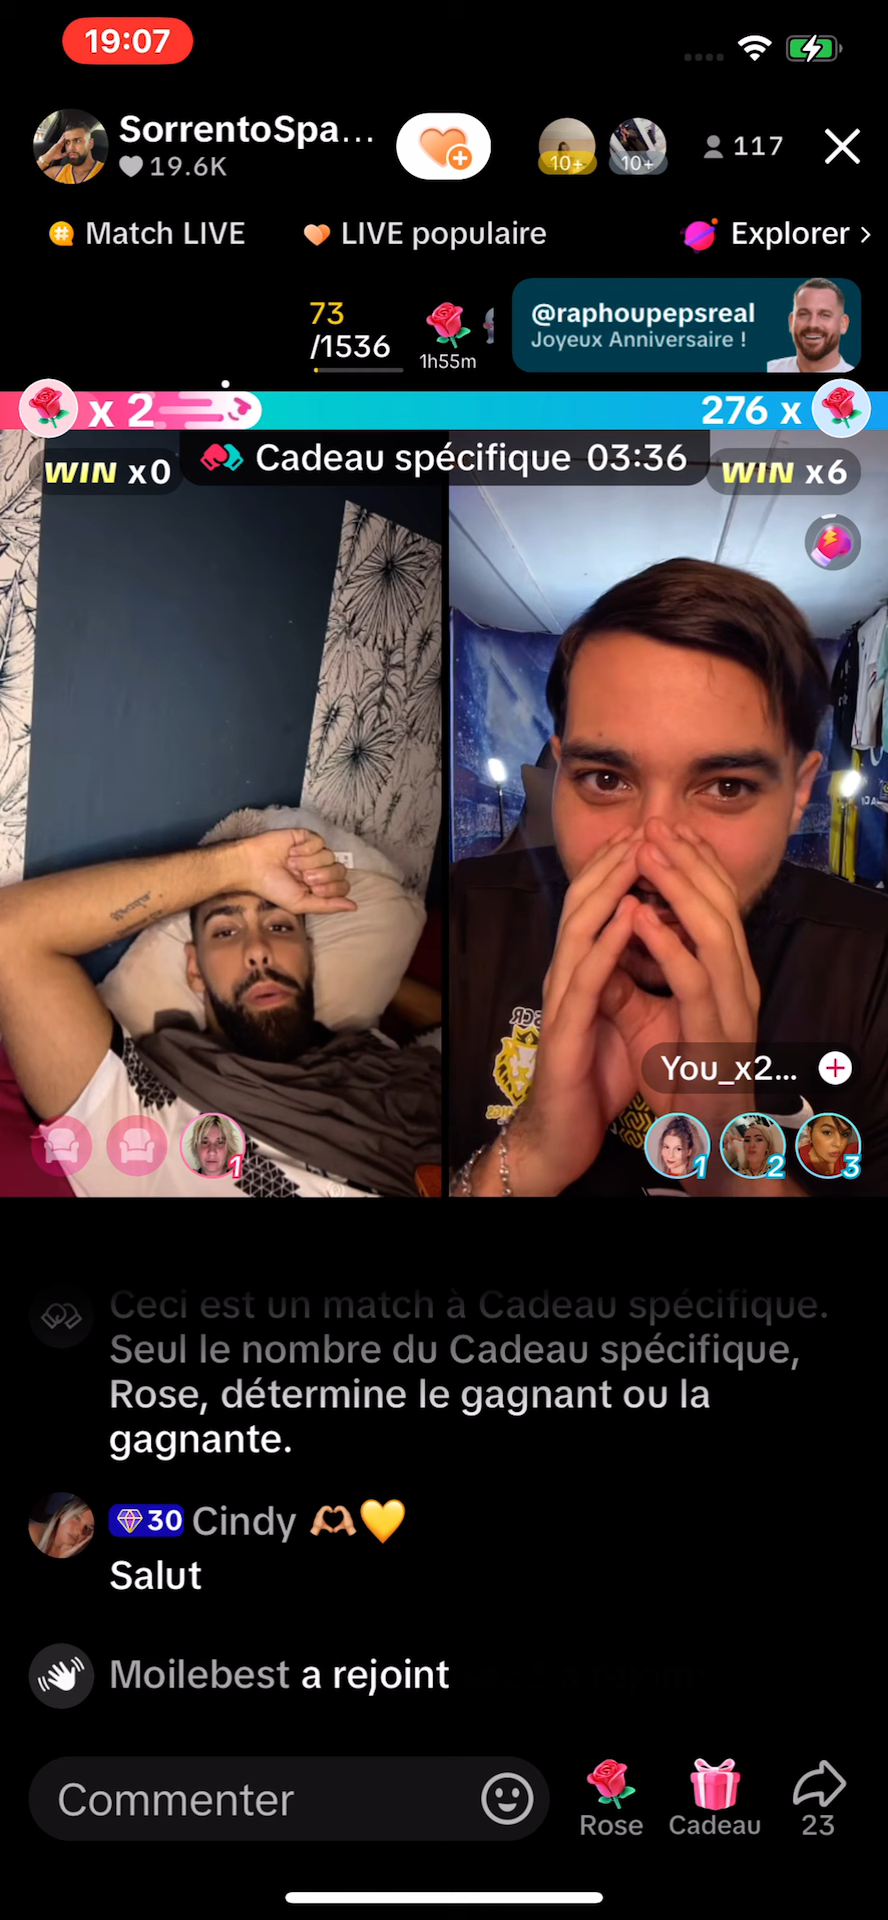 19:07
SorrentoSpa...
19.6K
10+
10+
117
Match LIVE
LIVE populaire
Explorer >
73
/1536
1h55m
@raphoupepsreal
Joyeux Anniversaire !
x 2
276 x
WIN x0
Cadeau spécifique 03:36
WIN x6
You_x2...
1
1
2
3
Ceci est un match à Cadeau spécifique.
Seul le nombre du Cadeau spécifique,
Rose, détermine le gagnant ou la
gagnante.
30 Cindy 🫶🏼💛
Salut
Moilebest a rejoint
Commenter
Rose
Cadeau
23